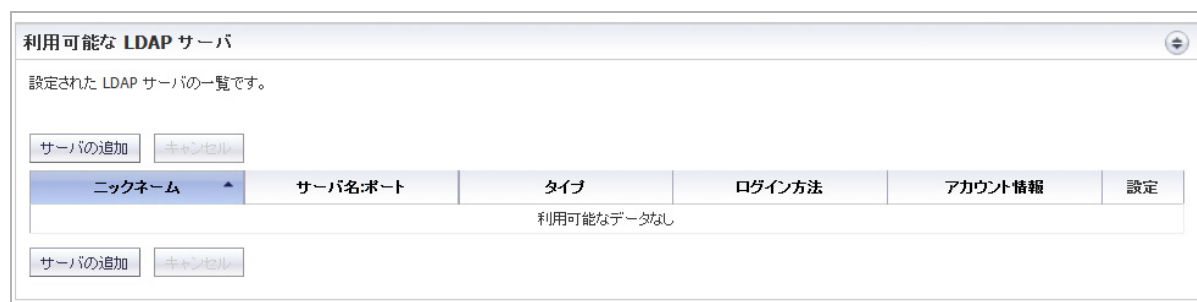 利用可能な LDAP サーバ
設定された LDAP サーバの一覧です。
サーバの追加 キャンセル
ニックネーム サーバ名:ポート タイプ ログイン方法 アカウント情報 設定
利用可能なデータなし
サーバの追加 キャンセル